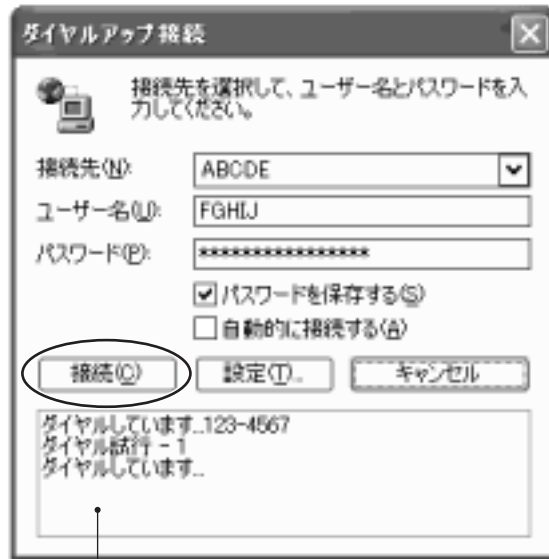 ダイヤルアップ接続
接続先を選択して、ユーザー名とパスワードを入
力してください。
接続先(N): ABCDE
ユーザー名(U): FGHIJ
パスワード(P): ****************
パスワードを保存する(S)
自動的に接続する(A)
接続(C) 設定(T)... キャンセル
ダイヤルしています...123-4567
ダイヤル試行 - 1
ダイヤルしています...